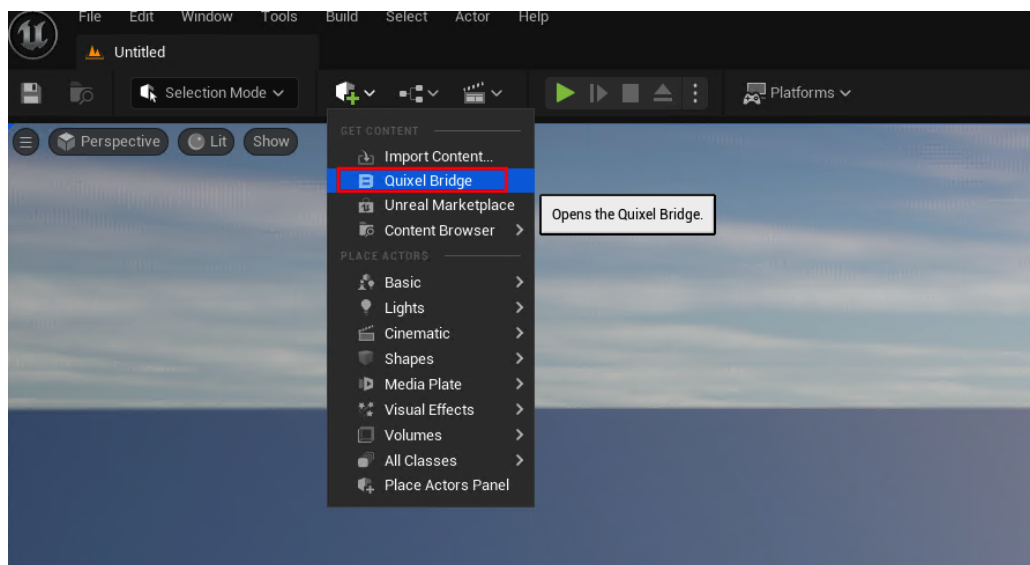 File Edit Window Tools Build Select Actor Help
Untitled
Selection Mode
Platforms
Perspective Lit Show
GET CONTENT
Import Content...
Quixel Bridge
Unreal Marketplace
Opens the Quixel Bridge.
Content Browser
PLACE ACTORS
Basic
Lights
Cinematic
Shapes
Media Plate
Visual Effects
Volumes
All Classes
Place Actors Panel